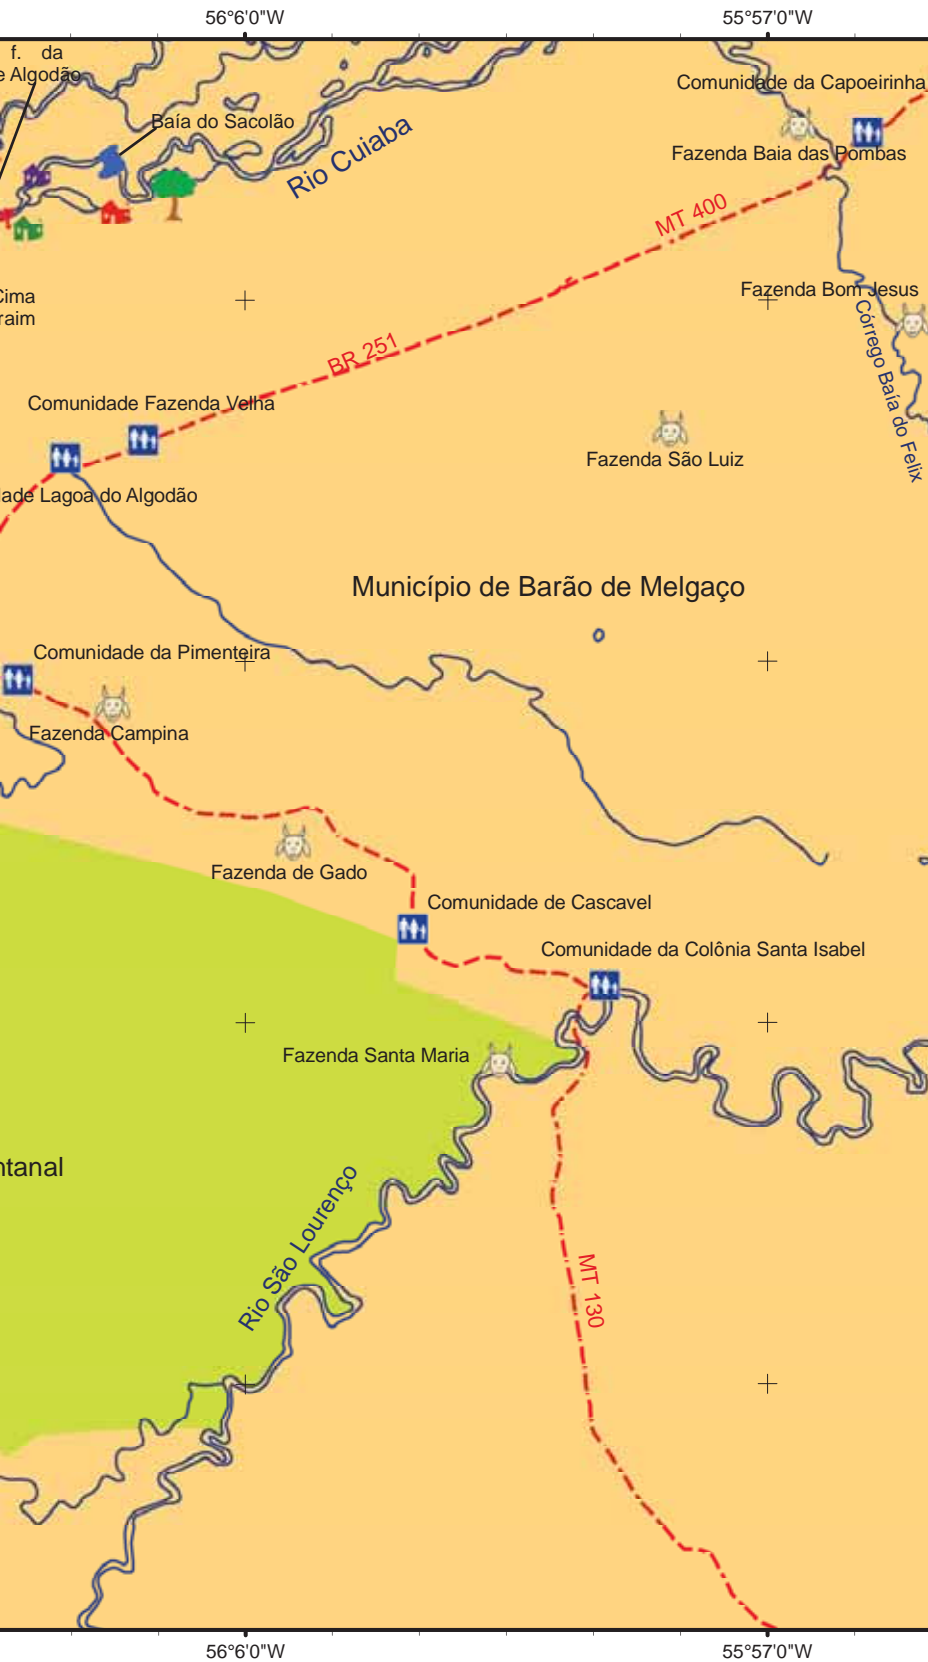 56°6'0"W
55°57'0"W
f. da
e Algodão
Comunidade da Capoeirinha
Baía do Sacolão
Rio Cuiaba
Fazenda Baia das Pombas
MT 400
Cima
raim
Fazenda Bom Jesus
BR 251
Córrego Baía do Felix
Comunidade Fazenda Velha
Fazenda São Luiz
dade Lagoa do Algodão
Município de Barão de Melgaço
Comunidade da Pimenteira
Fazenda Campina
Fazenda de Gado
Comunidade de Cascavel
Comunidade da Colônia Santa Isabel
Fazenda Santa Maria
ntanal
Rio São Lourenço
MT 130
56°6'0"W
55°57'0"W